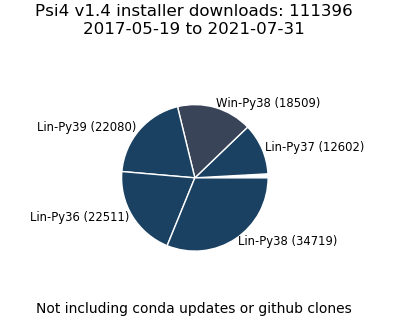 Psi4 v1.4 installer downloads: 111396
2017-05-19 to 2021-07-31
Win-Py38 (18509)
Lin-Py39 (22080)
Lin-Py37 (12602)
Lin-Py36 (22511)
Lin-Py38 (34719)
Not including conda updates or github clones